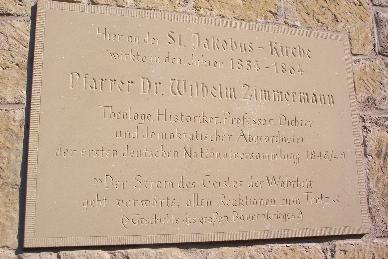 Hier an der St. Jakobus-Kirche
wirkte in den Jahren 18 -1864
Pfarrer Dr. Wilhelm Zimmermann
Theologe Historiker, Professor, Dichter
und demokratischer Abgeordneter
der ersten deutschen Nationalversammlung 1848/49
»Der Strom des Geistes der Wahrheit
geht vorwärts, allen Reaktionen zum Trotz.«
(Geschichte des großen Bauernkrieges)